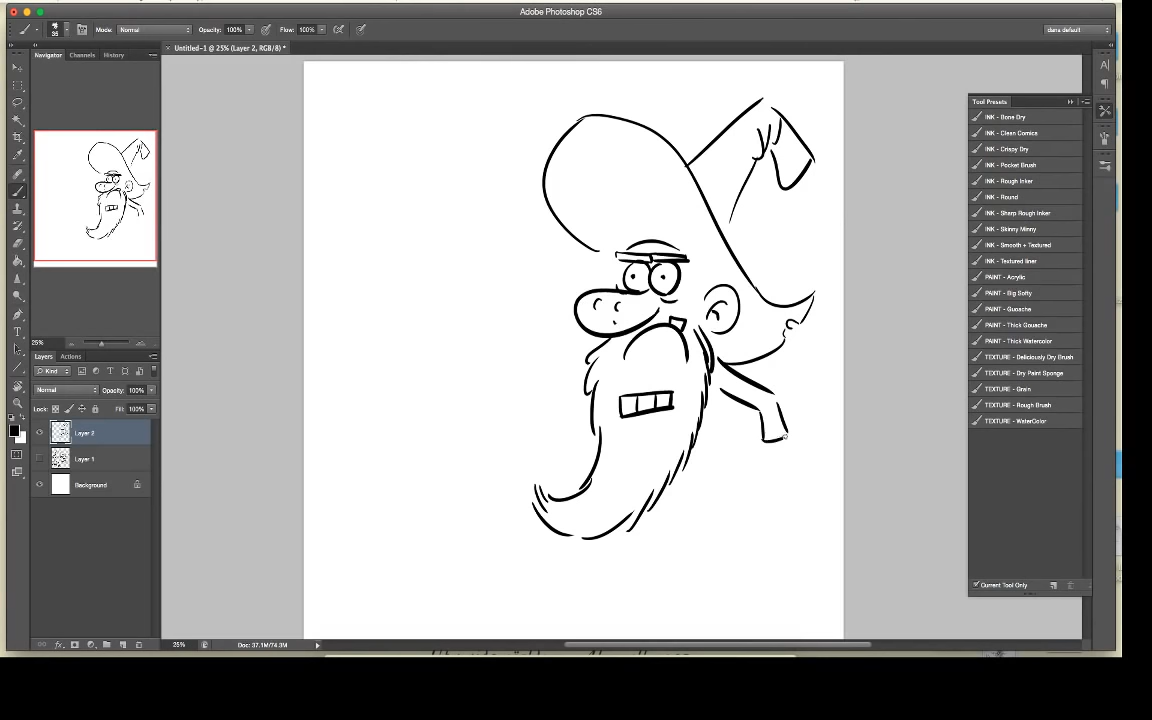 Adobe Photoshop CS6
35
Mode: Normal
Opacity: 100%
Flow: 100%
dana default
× Untitled-1 @ 25% (Layer 2, RGB/8) *
Navigator Channels History
25%
Layers Actions
Kind
Normal Opacity: 100%
Lock: Fill: 100%
Layer 2
Layer 1
Background
Tool Presets
INK - Bone Dry
INK - Clean Comics
INK - Crispy Dry
INK - Pocket Brush
INK - Rough Inker
INK - Round
INK - Sharp Rough Inker
INK - Skinny Minny
INK - Smooth + Textured
INK - Textured liner
PAINT - Acrylic
PAINT - Big Softy
PAINT - Guoache
PAINT - Thick Gouache
PAINT - Thick Watercolor
TEXTURE - Deliciously Dry Brush
TEXTURE - Dry Paint Sponge
TEXTURE - Grain
TEXTURE - Rough Brush
TEXTURE - WaterColor
Current Tool Only
25% Doc: 37.1M/74.3M